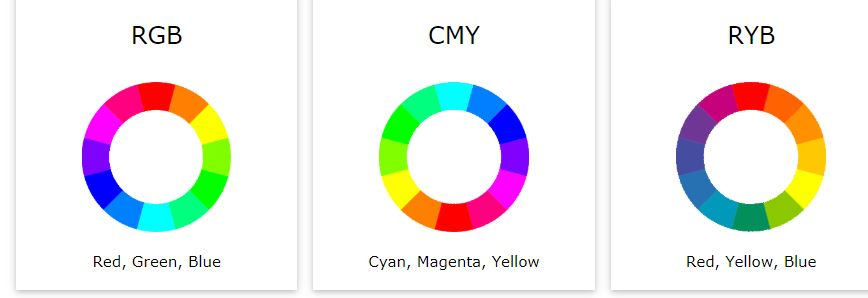 RGB
CMY
RYB
Red, Green, Blue
Cyan, Magenta, Yellow
Red, Yellow, Blue